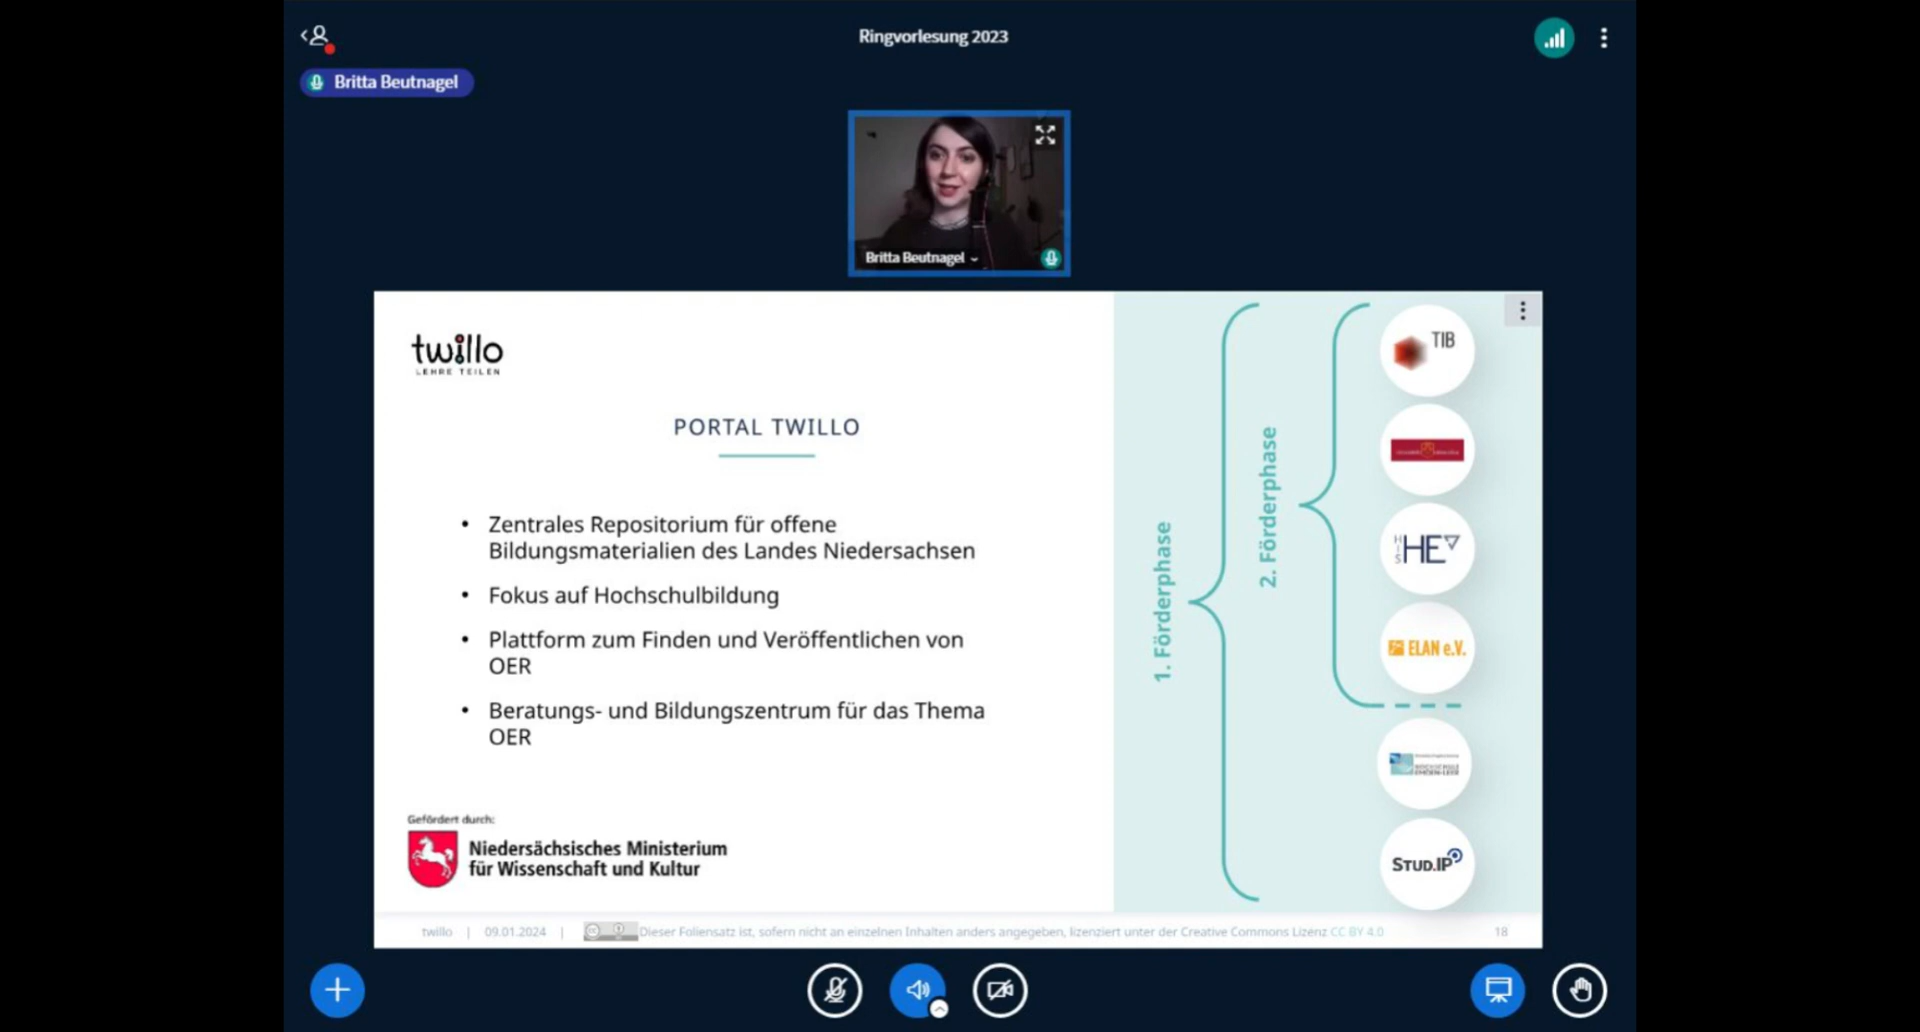 Ringvorlesung 2023
Britta Beutnagel
Britta Beutnagel
twillo
LEHRE TEILEN
PORTAL TWILLO
• Zentrales Repositorium für offene
Bildungsmaterialien des Landes Niedersachsen
• Fokus auf Hochschulbildung
• Plattform zum Finden und Veröffentlichen von
OER
• Beratungs- und Bildungszentrum für das Thema
OER
Gefördert durch:
Niedersächsisches Ministerium
für Wissenschaft und Kultur
1. Förderphase
2. Förderphase
TIB
HIS HE
ELAN e.V.
HOCHSCHULE
EMDEN·LEER
STUD.IP
twillo | 09.01.2024 | Dieser Foliensatz ist, sofern nicht an einzelnen Inhalten anders angegeben, lizenziert unter der Creative Commons Lizenz CC BY 4.0 18